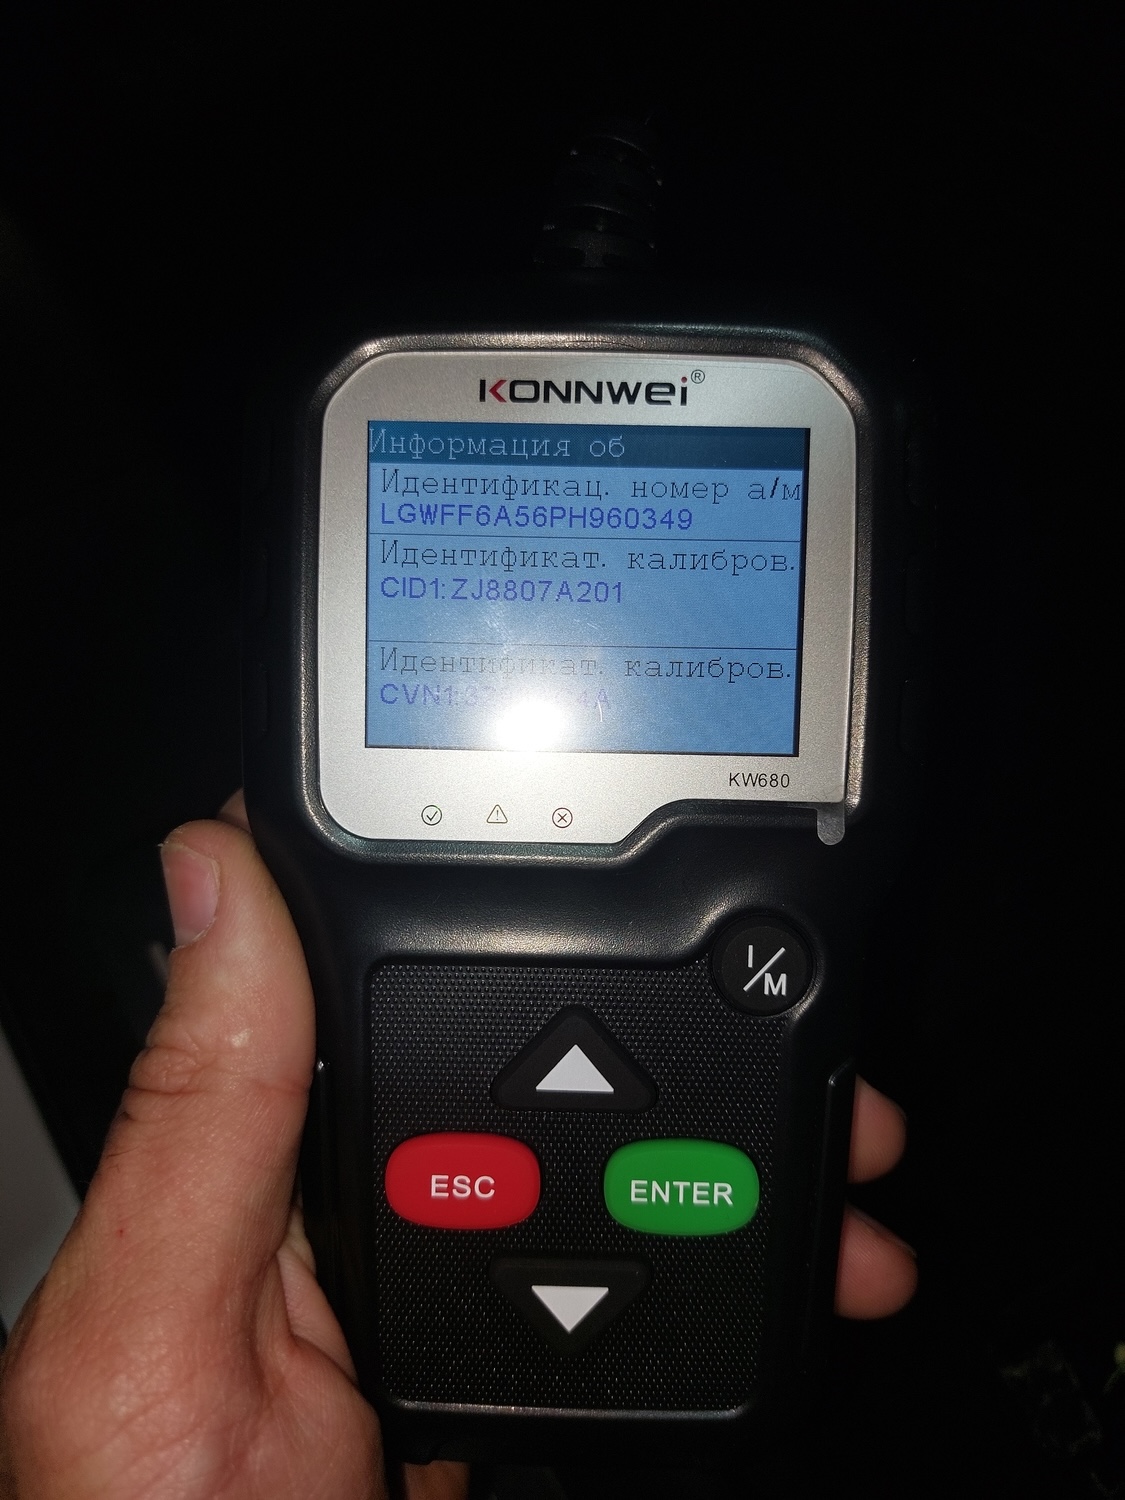 KONNWEI®
Информация об
Идентификац. номер а/м
LGWFF6A56PH960349
Идентификат. калибров.
CID1:ZJ8807A201
Идентификат. калибров.
KW680
I/M
ESC
ENTER